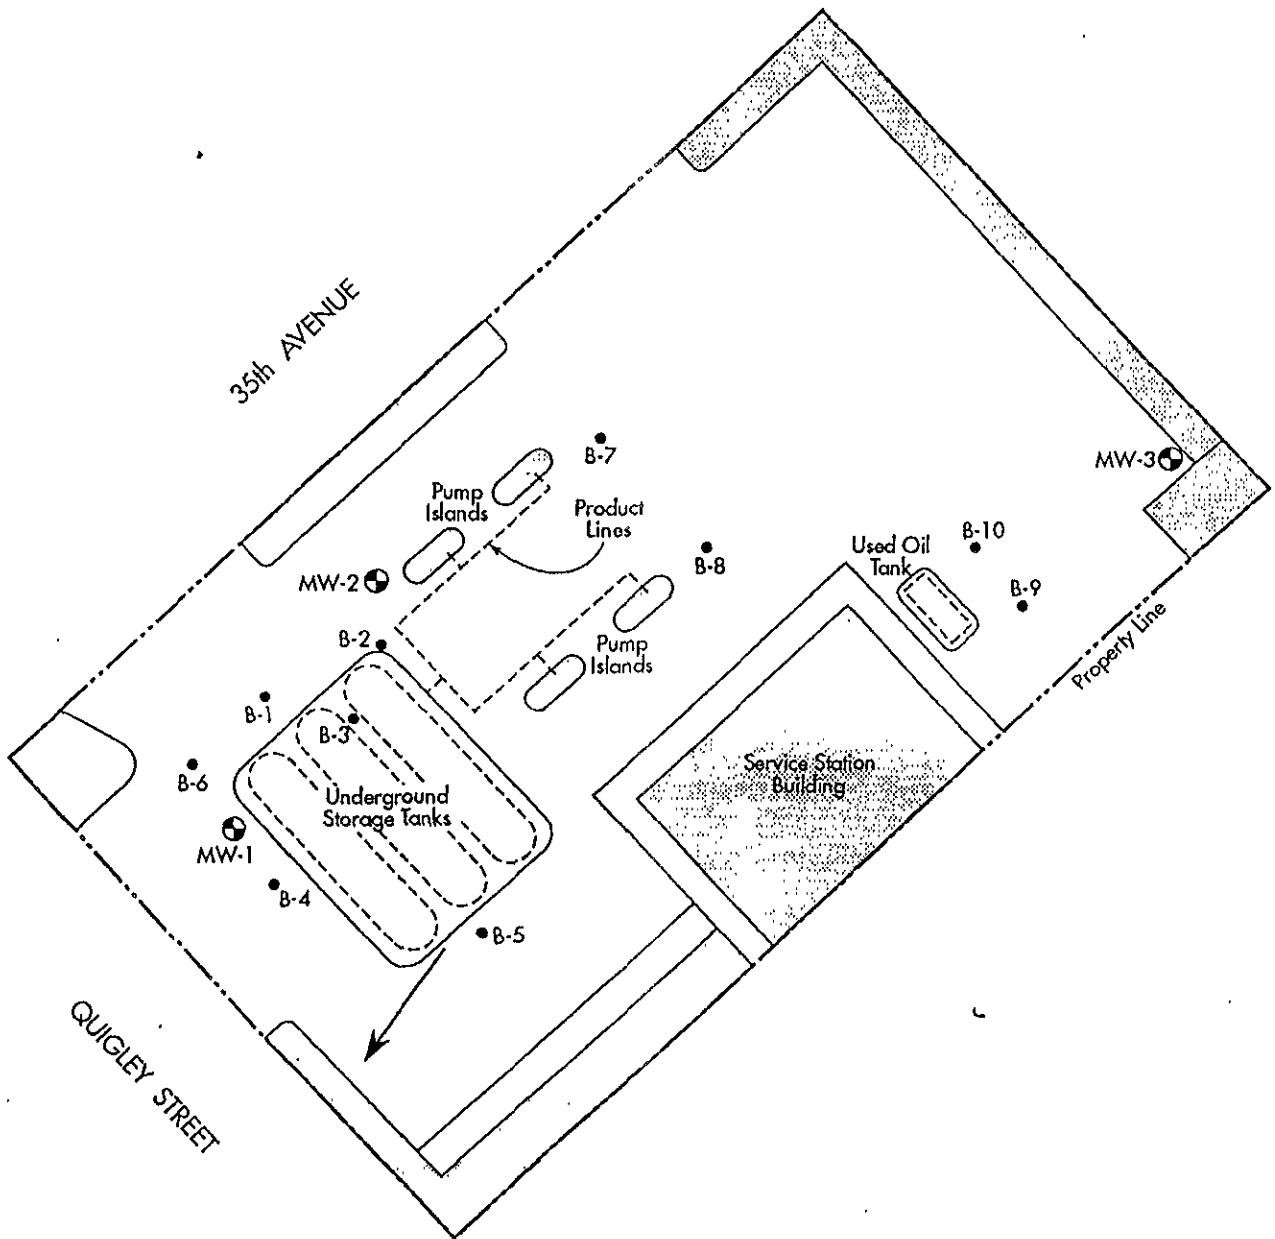 35th AVENUE
B-7
MW-3
Pump
Islands
Product
Lines
B-10
Used Oil
Tank
B-8
MW-2
B-9
Property Line
B-2
Pump
Islands
B-1
B-3
B-6
Service Station
Building
Underground
Storage Tanks
MW-1
B-4
B-5
QUIGLEY STREET